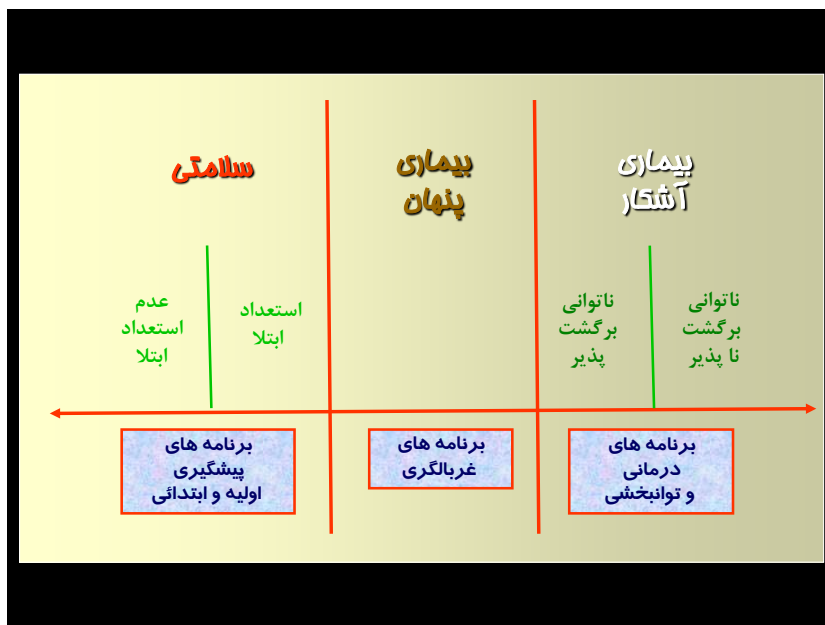 سلامتی
بیماری
پنهان
بیماری
آشکار
عدم
استعداد
ابتلا
استعداد
ابتلا
ناتوانی
برگشت
پذیر
ناتوانی
برگشت
نا پذیر
برنامه های
پیشگیری
اولیه و ابتدائی
برنامه های
غربالگری
برنامه های
درمانی
و توانبخشی